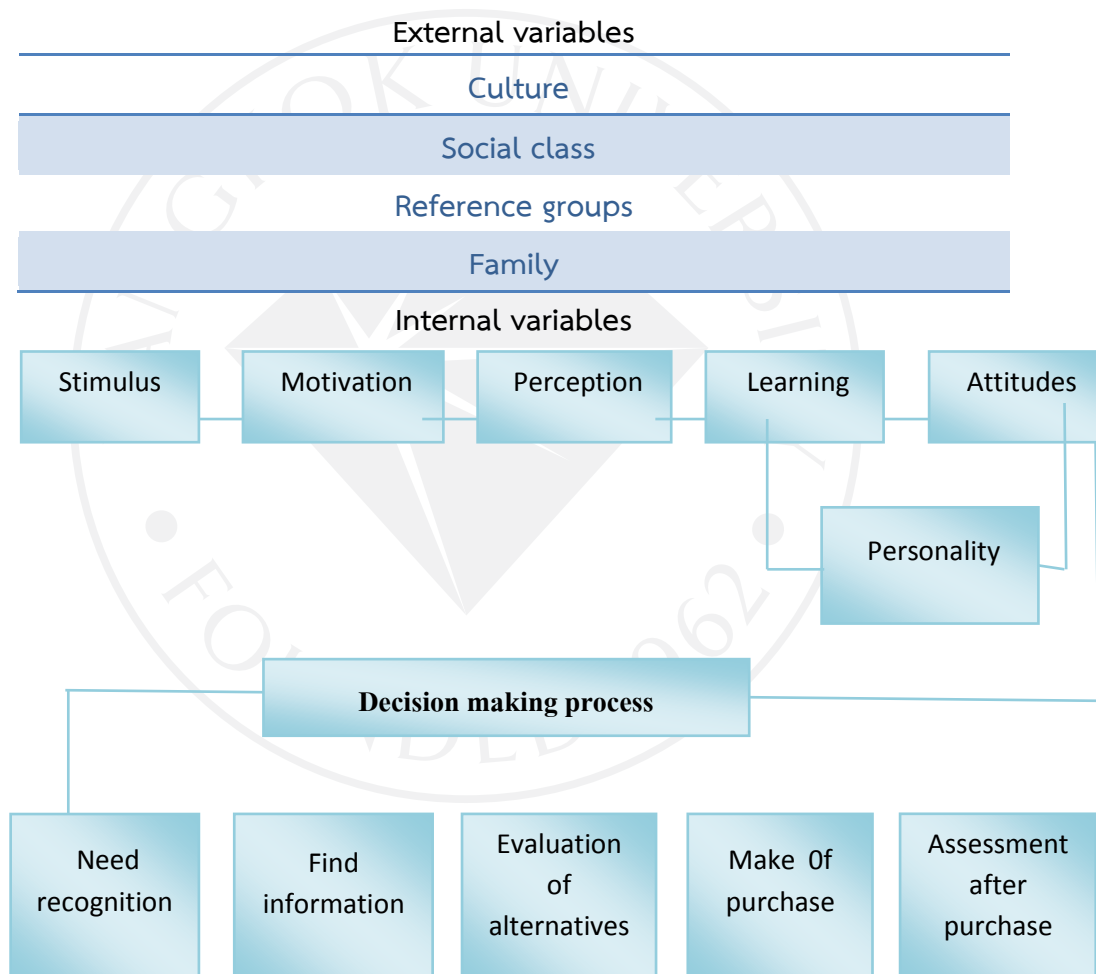 External variables
Culture
Social class
Reference groups
Family
Internal variables
Stimulus
Motivation
Perception
Learning
Attitudes
Personality
Decision making process
Need
recognition
Find
information
Evaluation
of
alternatives
Make 0f
purchase
Assessment
after
purchase